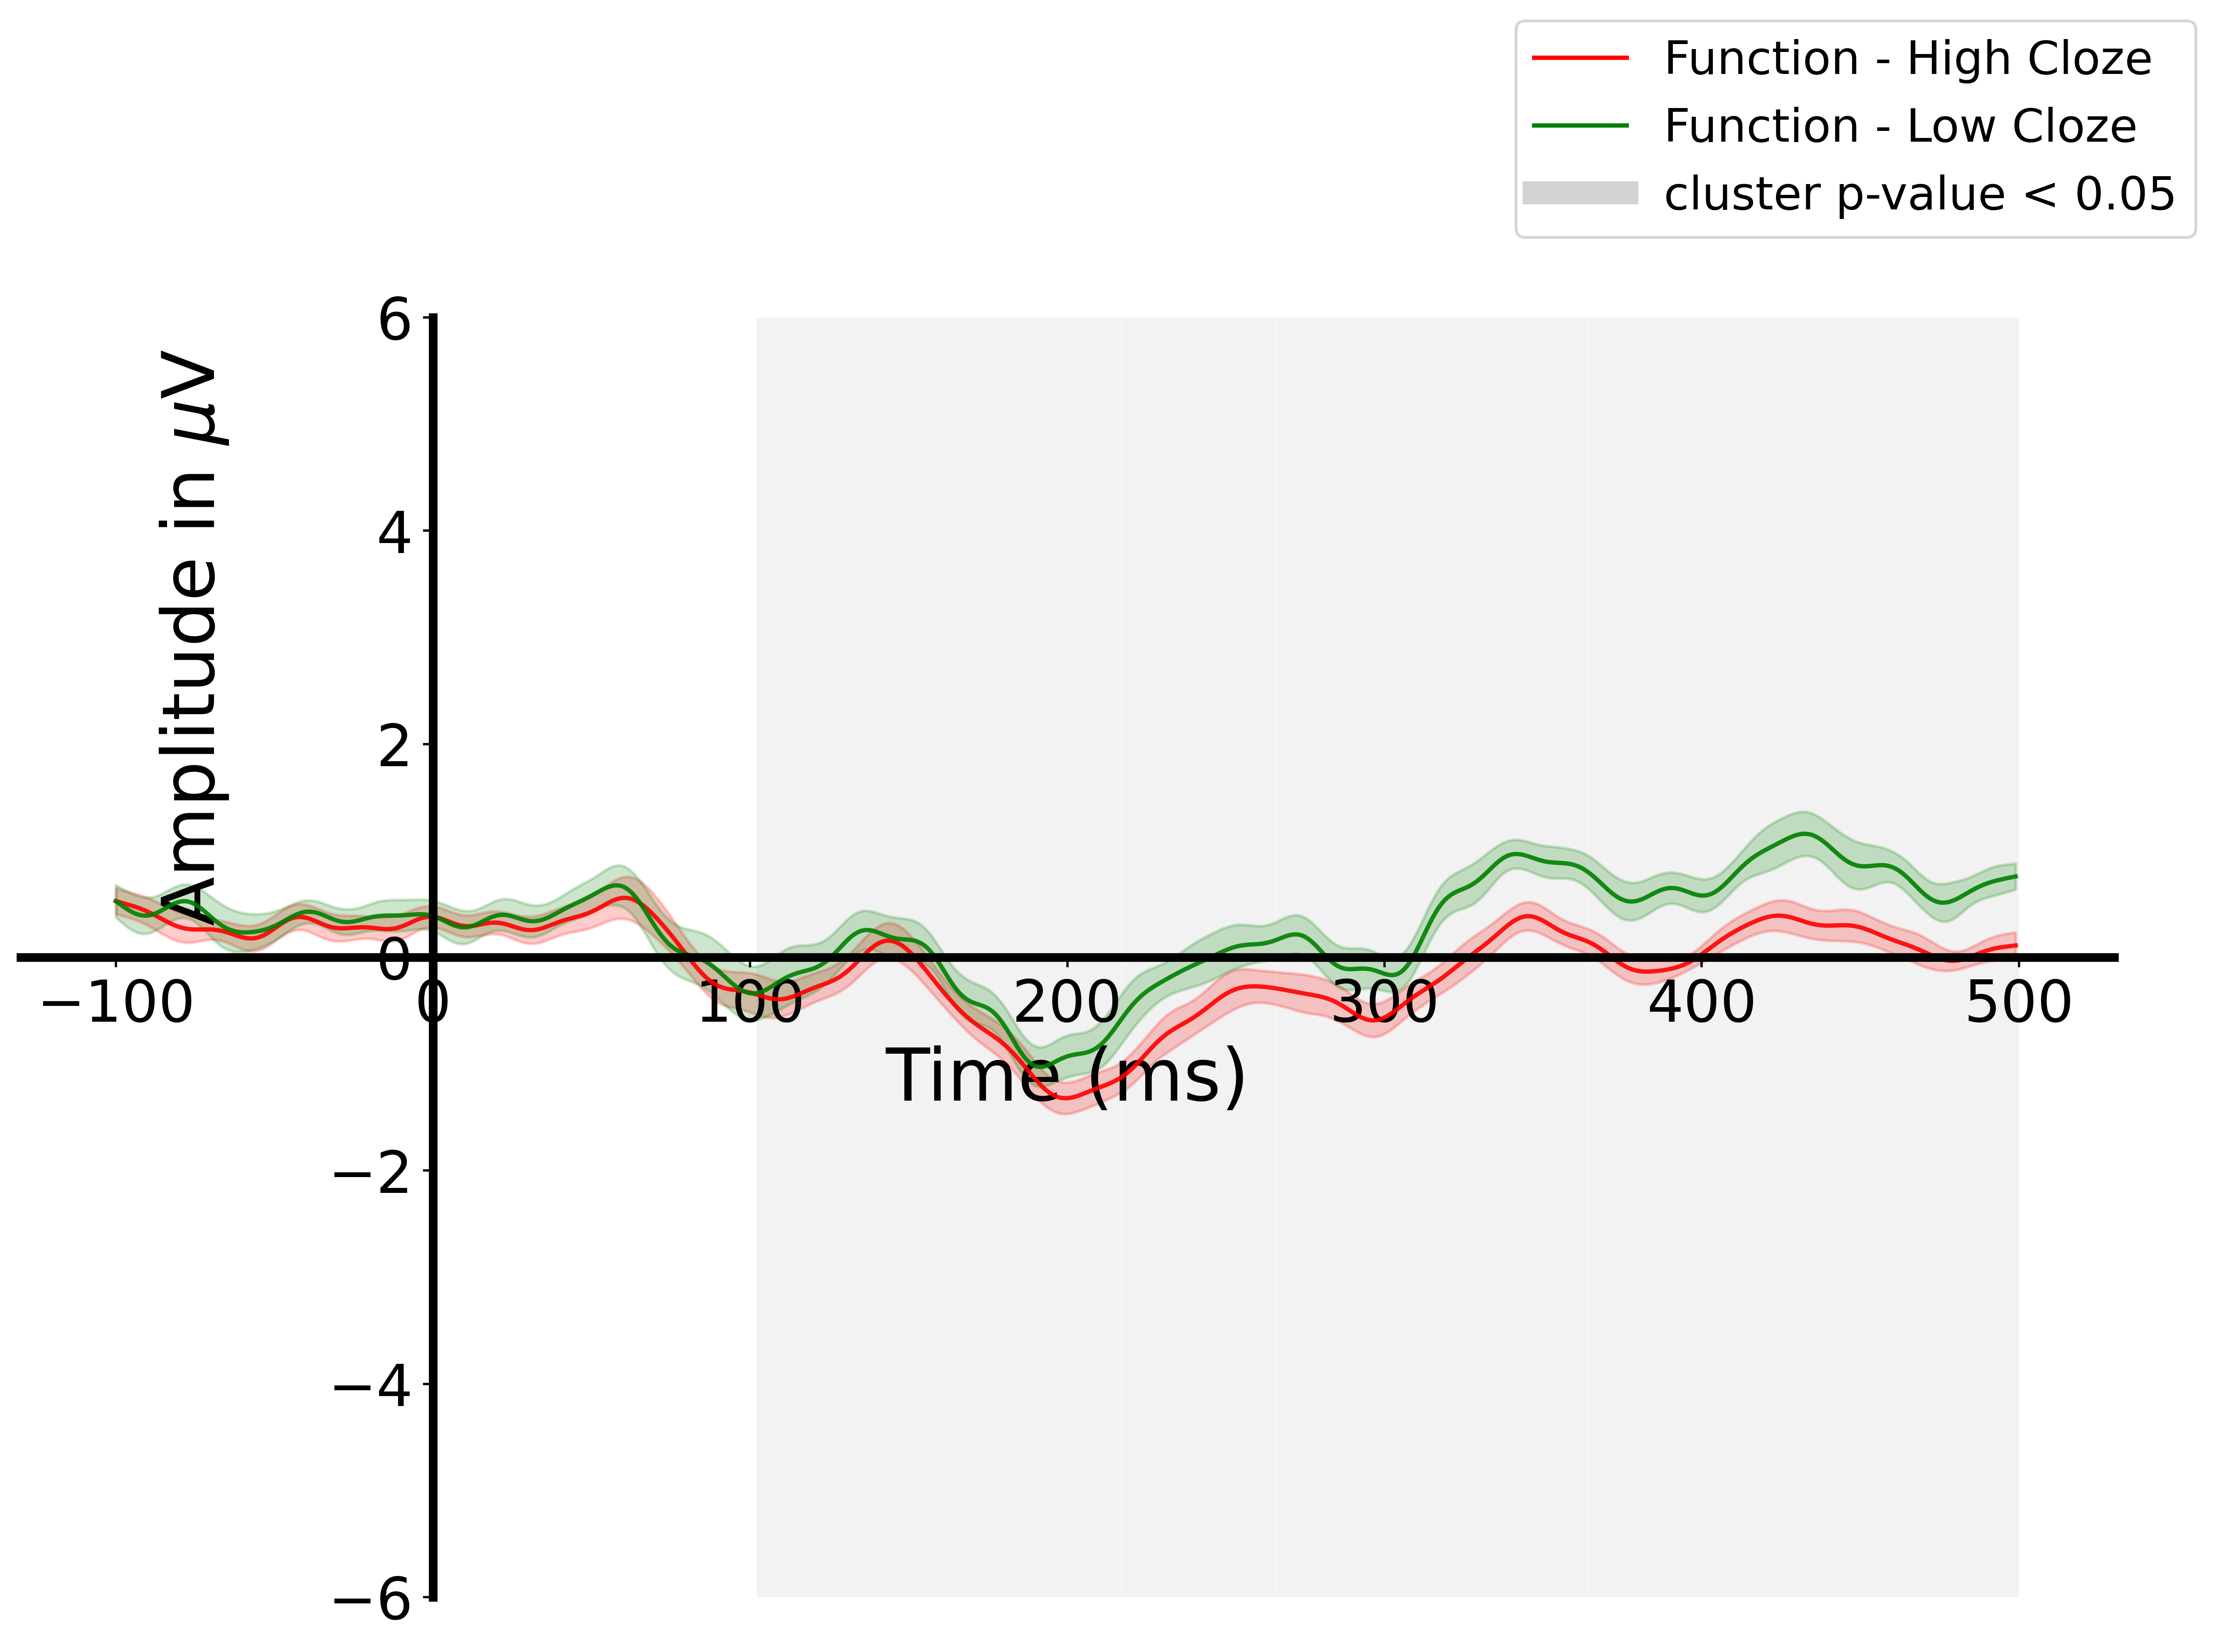 Function - High Cloze
Function - Low Cloze
cluster p-value < 0.05
Amplitude in μV
6
4
2
0
−2
−4
−6
−100 0 100 200 300 400 500
Time (ms)